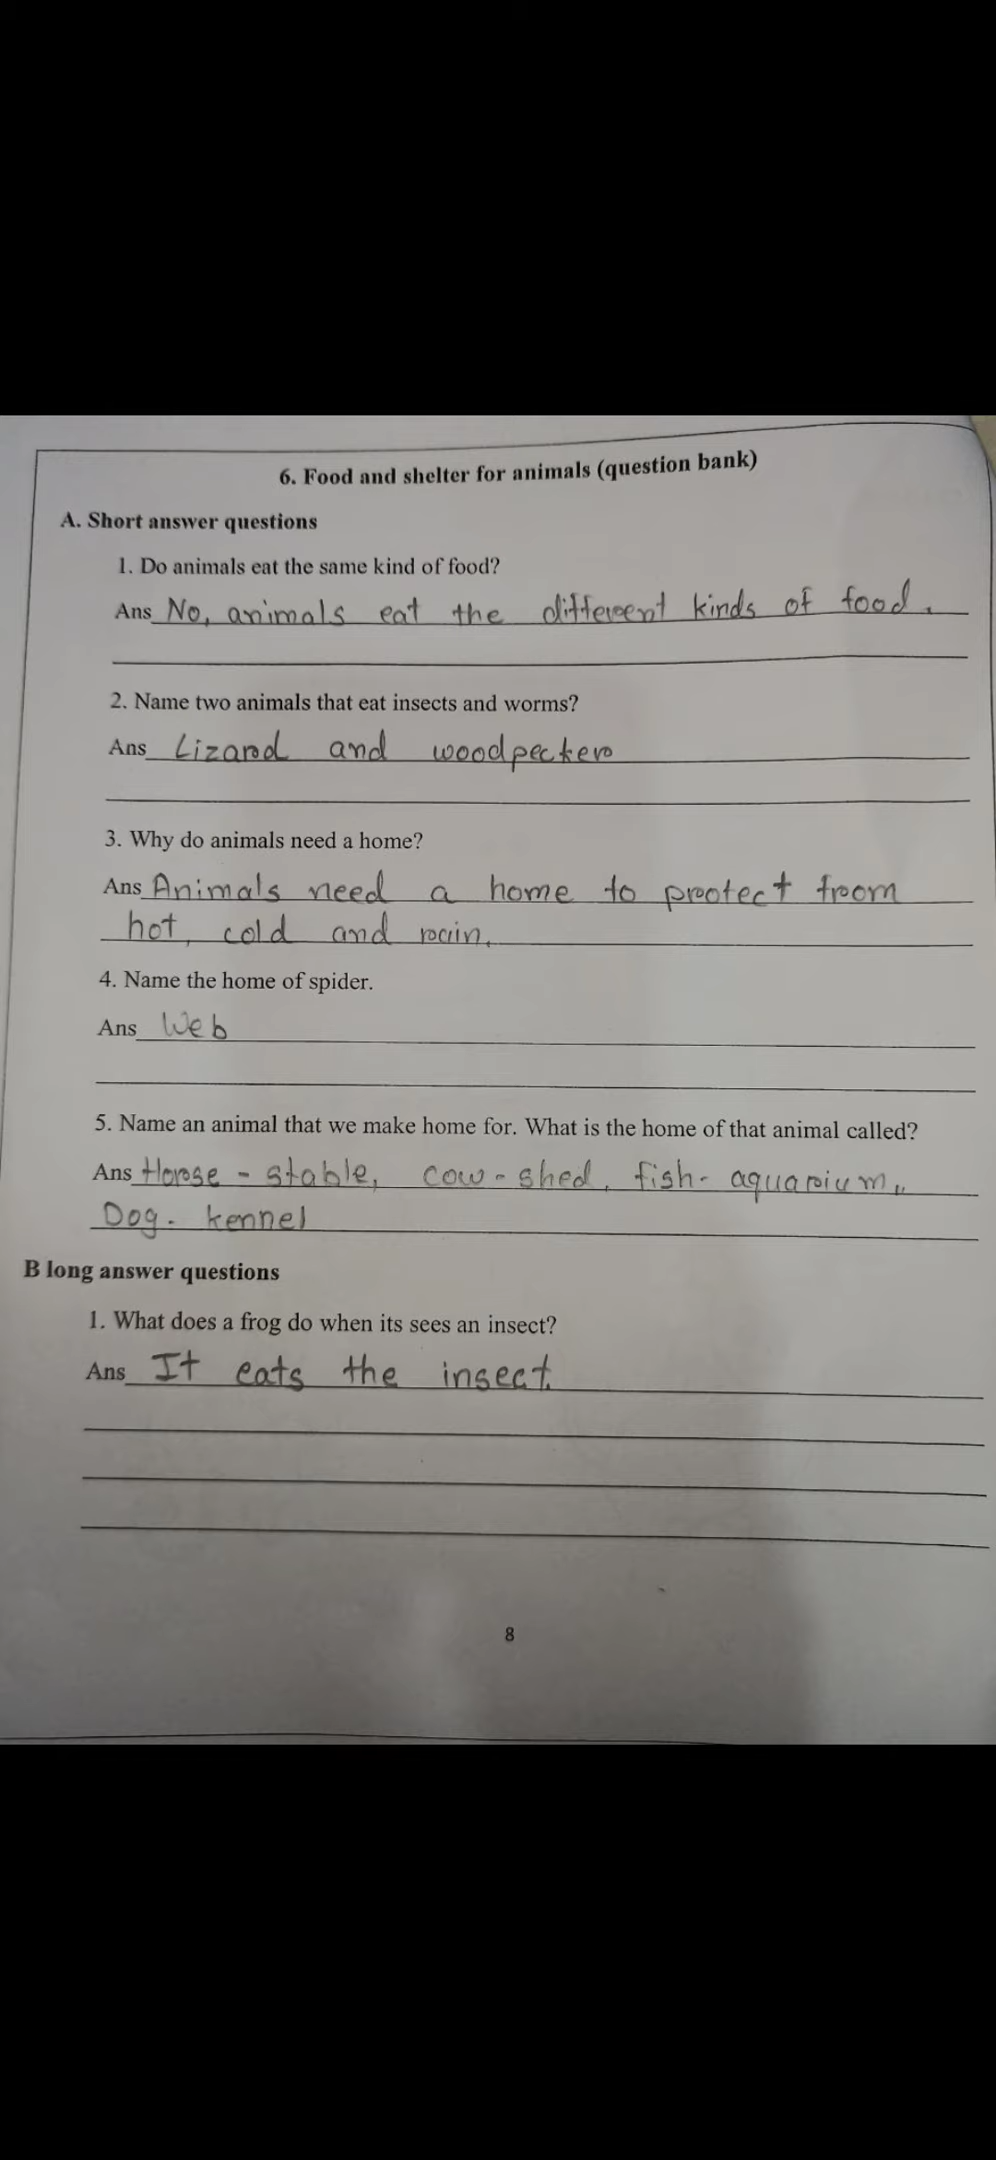 6. Food and shelter for animals (question bank)
A. Short answer questions
1. Do animals eat the same kind of food?
Ans No, animals eat the different kinds of food.
2. Name two animals that eat insects and worms?
Ans Lizard and woodpecker
3. Why do animals need a home?
Ans Animals need a home to protect from
hot, cold and rain.
4. Name the home of spider.
Ans Web
5. Name an animal that we make home for. What is the home of that animal called?
Ans Horse - stable, cow - shed, fish - aquarium,,
Dog - kennel
B long answer questions
1. What does a frog do when its sees an insect?
Ans It eats the insect.
8